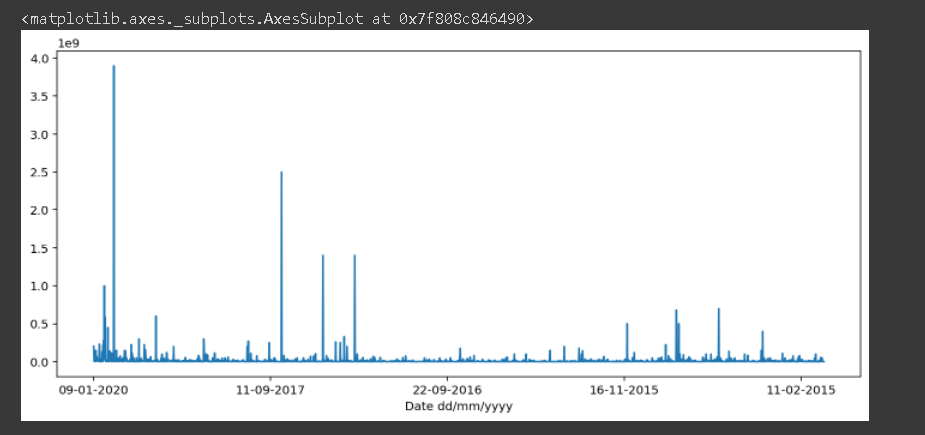 <matplotlib.axes._subplots.AxesSubplot at 0x7f808c846490>
1e9
4.0
3.5
3.0
2.5
2.0
1.5
1.0
0.5
0.0
09-01-2020 11-09-2017 22-09-2016 16-11-2015 11-02-2015
Date dd/mm/yyyy